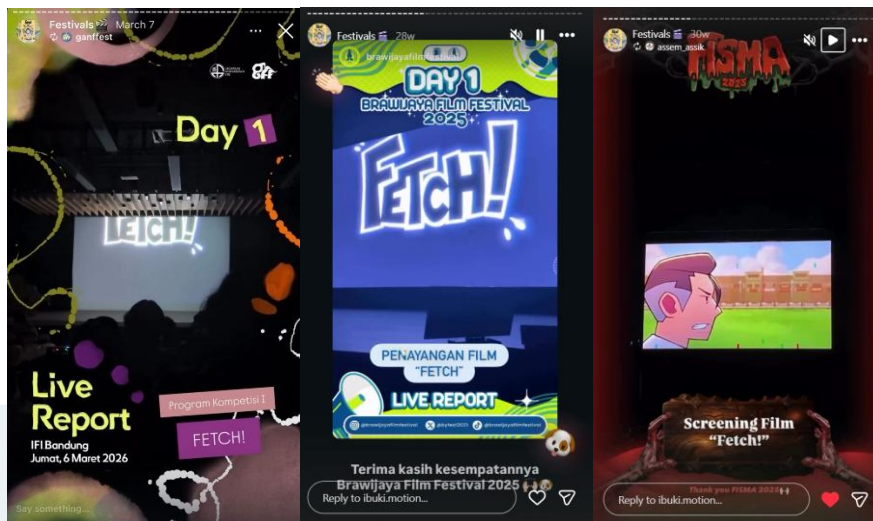 Festivals March 7
ganffest
Day 1
FETCH!
Live
Report
IFI Bandung
Jumat, 6 Maret 2026
Program Kompetisi I
FETCH!
Say something...
Festivals 28w
brawijayafilmfestival
DAY 1
BRAWIJAYA FILM FESTIVAL
2025
FETCH!
PENAYANGAN FILM
"FETCH"
LIVE REPORT
@brawijayafilmfestival
@byfest2025
@brawijayafilmfestival
Terima kasih kesempatannya
Brawijaya Film Festival 2025
Reply to ibuki.motion...
Festivals 30w
assem_assik
FISMA
2025
Screening Film
“Fetch!”
Thank you FISMA 2025
Reply to ibuki.motion...